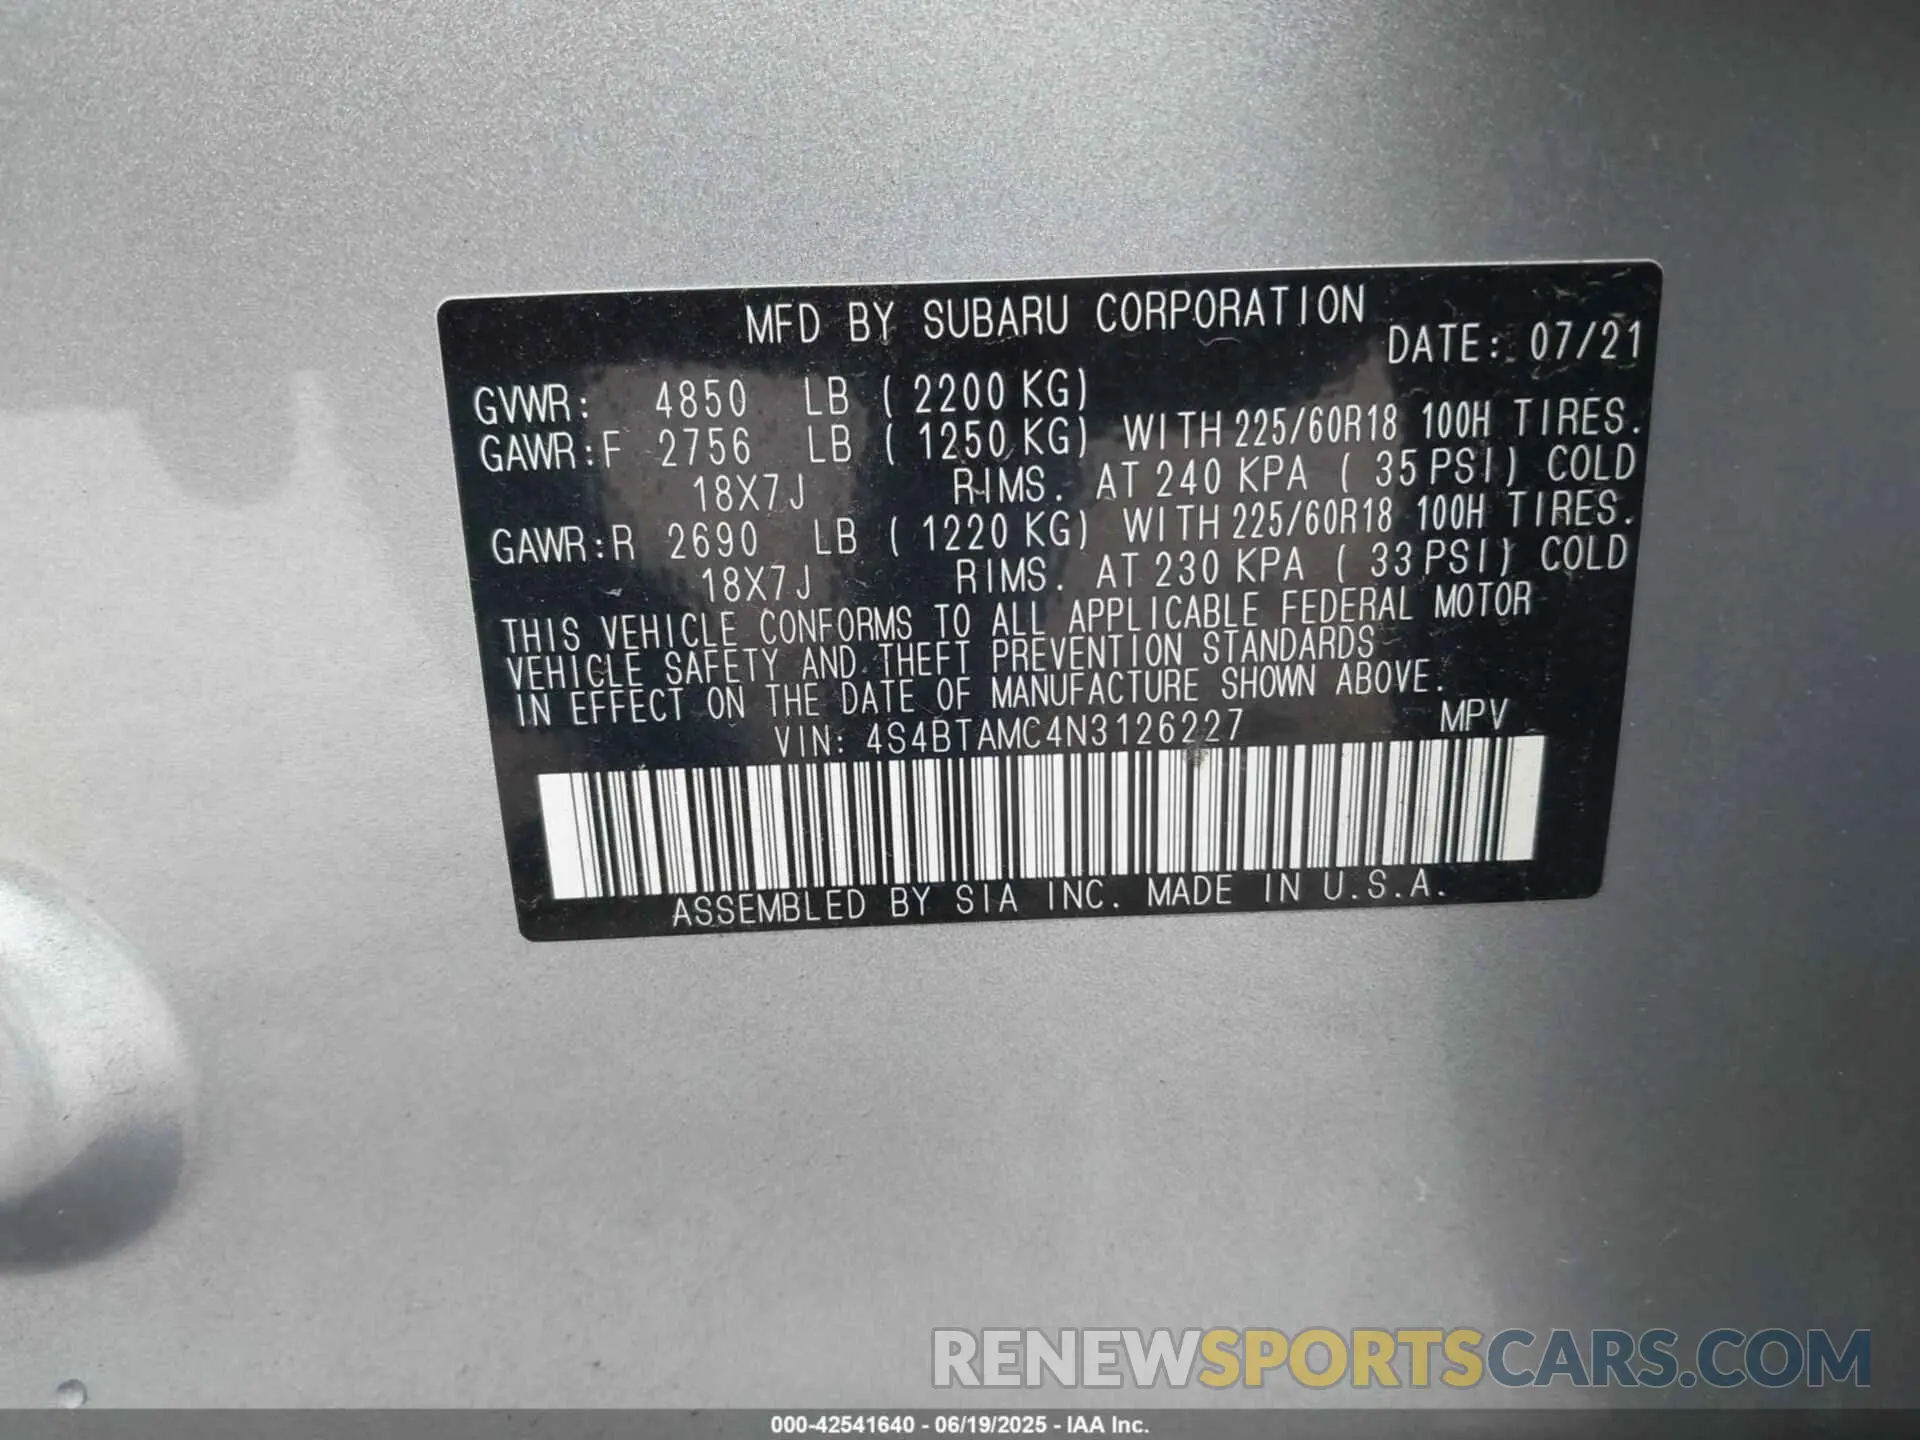 MFD BY SUBARU CORPORATION
DATE: 07/21
GVWR: 4850 LB ( 2200 KG)
GAWR:F 2756 LB ( 1250 KG) WITH 225/60R18 100H TIRES.
18X7J RIMS. AT 240 KPA ( 35 PSI) COLD
GAWR:R 2690 LB ( 1220 KG) WITH 225/60R18 100H TIRES.
18X7J RIMS. AT 230 KPA ( 33 PSI) COLD
THIS VEHICLE CONFORMS TO ALL APPLICABLE FEDERAL MOTOR
VEHICLE SAFETY AND THEFT PREVENTION STANDARDS
IN EFFECT ON THE DATE OF MANUFACTURE SHOWN ABOVE.
VIN: 4S4BTAMC4N3126227 MPV
ASSEMBLED BY SIA INC. MADE IN U.S.A.
RENEWSPORTSCARS.COM
000-42541640 - 06/19/2025 - IAA Inc.